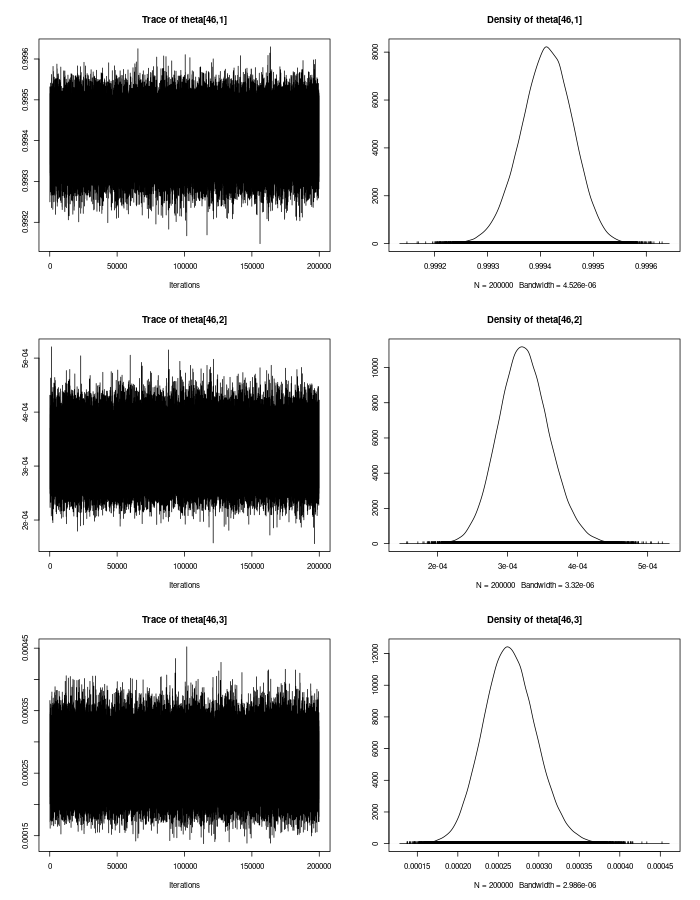 Trace of theta[46,1]
0.9992 0.9993 0.9994 0.9995 0.9996
0 50000 100000 150000 200000
Iterations
Density of theta[46,1]
0 2000 4000 6000 8000
0.9992 0.9993 0.9994 0.9995 0.9996
N = 200000 Bandwidth = 4.526e-06
Trace of theta[46,2]
2e-04 3e-04 4e-04 5e-04
0 50000 100000 150000 200000
Iterations
Density of theta[46,2]
0 2000 4000 6000 8000 10000
2e-04 3e-04 4e-04 5e-04
N = 200000 Bandwidth = 3.32e-06
Trace of theta[46,3]
0.00015 0.00025 0.00035 0.00045
0 50000 100000 150000 200000
Iterations
Density of theta[46,3]
0 2000 4000 6000 8000 10000 12000
0.00015 0.00020 0.00025 0.00030 0.00035 0.00040 0.00045
N = 200000 Bandwidth = 2.986e-06